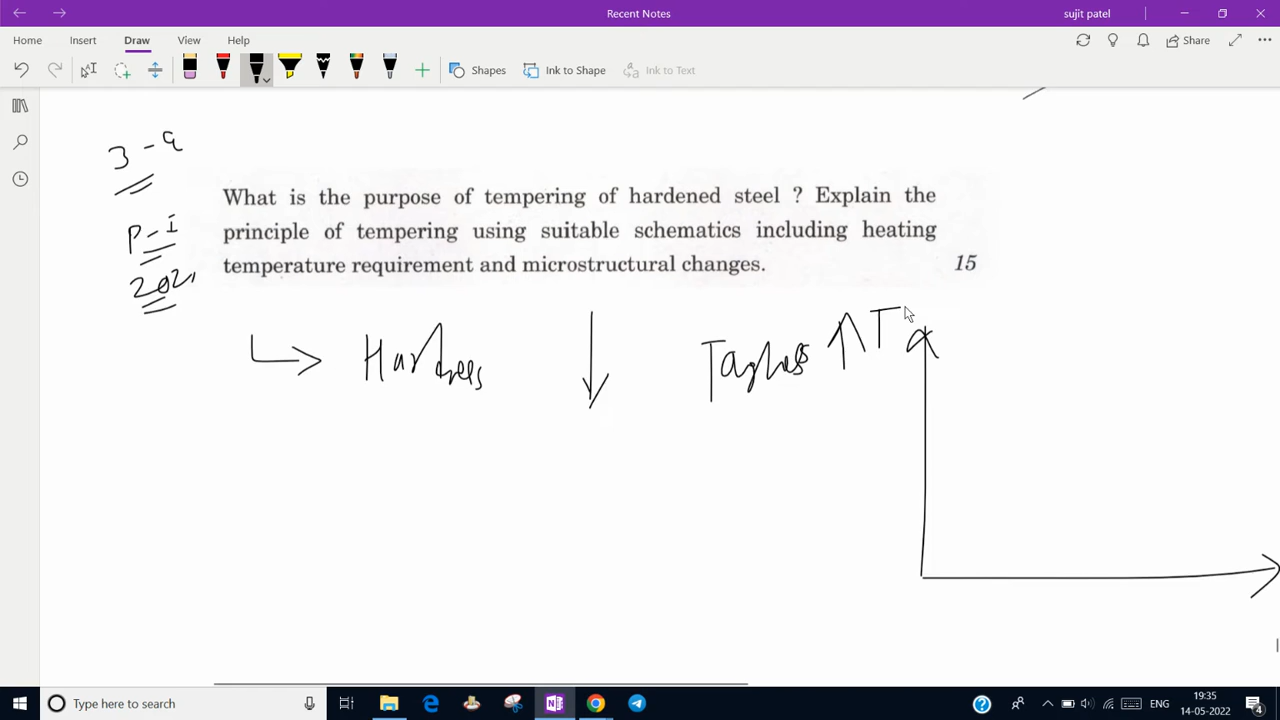 Recent Notes
sujit patel
Home Insert Draw View Help
Share
Shapes Ink to Shape Ink to Text
3-a
P-I
2021
What is the purpose of tempering of hardened steel ? Explain the
principle of tempering using suitable schematics including heating
temperature requirement and microstructural changes. 15
T
Type here to search
ENG
19:35
14-05-2022
4